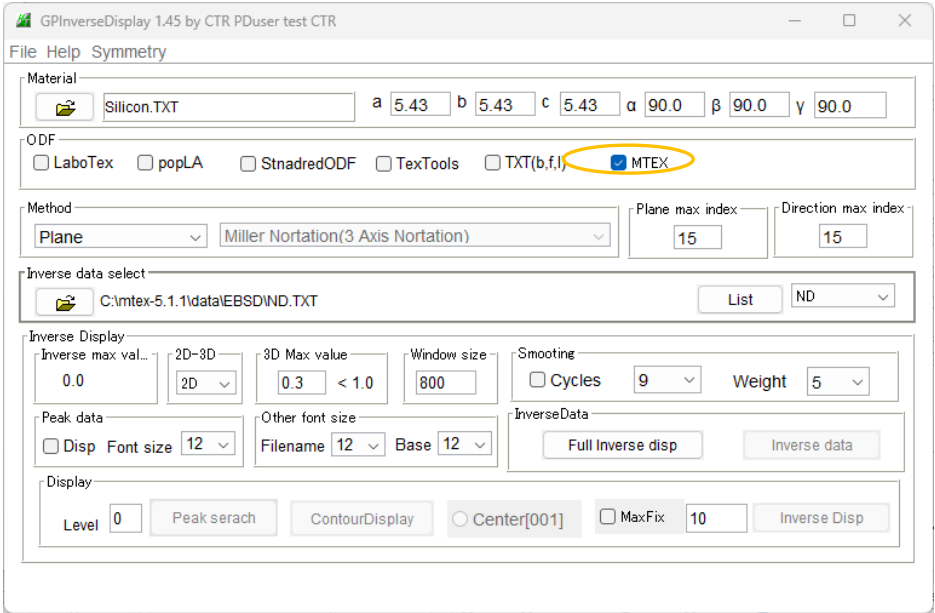 GPInverseDisplay 1.45 by CTR PDuser test CTR
File Help Symmetry
Material
Silicon.TXT a 5.43 b 5.43 c 5.43 α 90.0 β 90.0 γ 90.0
ODF
LaboTex popLA StnadredODF TexTools TXT(b,f,l) MTEX
Method Plane max index Direction max index
Plane Miller Nortation(3 Axis Nortation) 15 15
Inverse data select
C:\mtex-5.1.1\data\EBSD\ND.TXT List ND
Inverse Display
Inverse max val... 2D-3D 3D Max value Window size Smooting
0.0 2D 0.3 < 1.0 800 Cycles 9 Weight 5
Peak data Other font size InverseData
Disp Font size 12 Filename 12 Base 12 Full Inverse disp Inverse data
Display
Level 0 Peak serach ContourDisplay Center[001] MaxFix 10 Inverse Disp